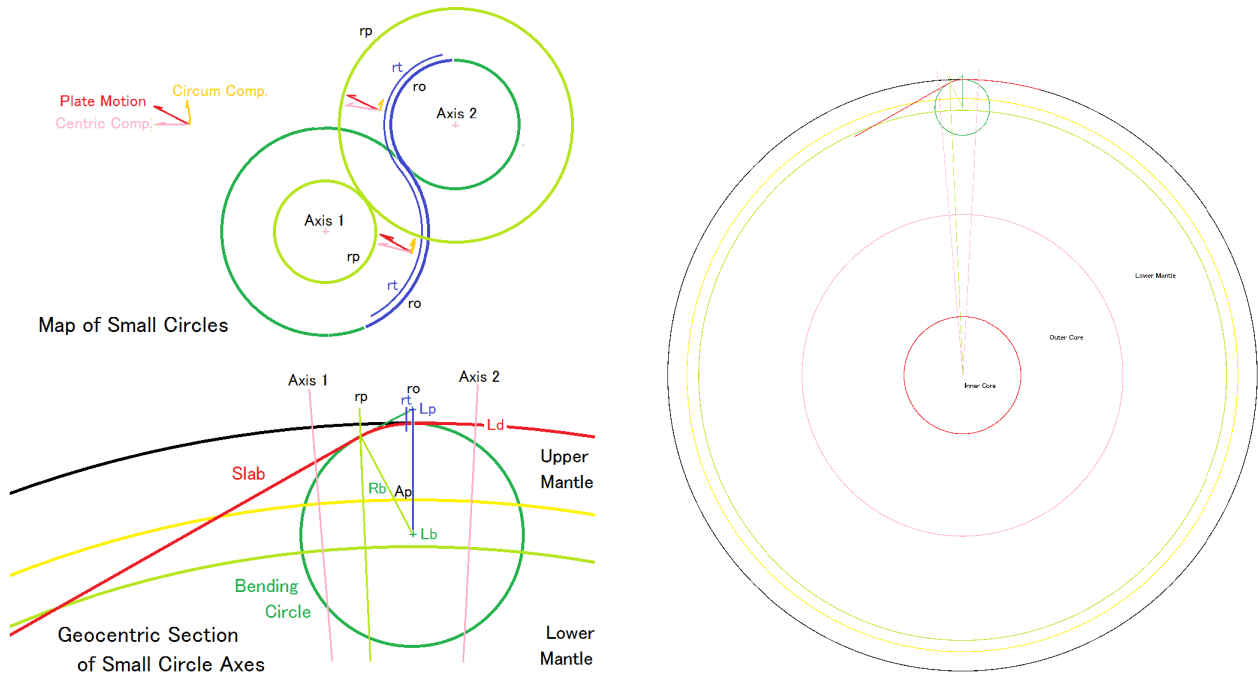 rp
rt
ro
Circum Comp.
Plate Motion
Centric Comp.
Axis 2
Axis 1
rp
rt
ro
Map of Small Circles
Axis 1
rp
ro
rt
Lp
Axis 2
Ld
Slab
Upper
Mantle
Rb
Ap
Lb
Bending
Circle
Geocentric Section
of Small Circle Axes
Lower
Mantle
Lower Mantle
Outer Core
Inner Core